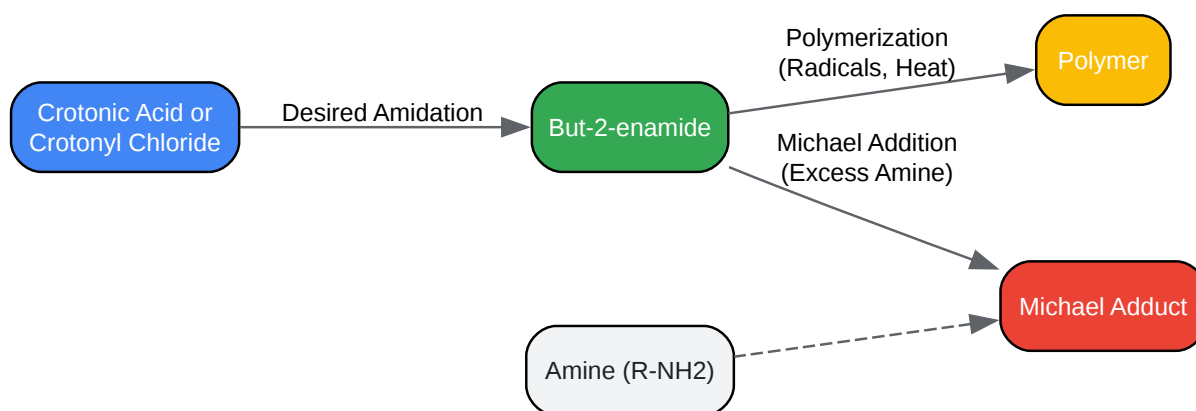 Crotonic Acid or
Crotonyl Chloride
Desired Amidation
But-2-enamide
Polymerization
(Radicals, Heat)
Polymer
Michael Addition
(Excess Amine)
Michael Adduct
Amine (R-NH2)